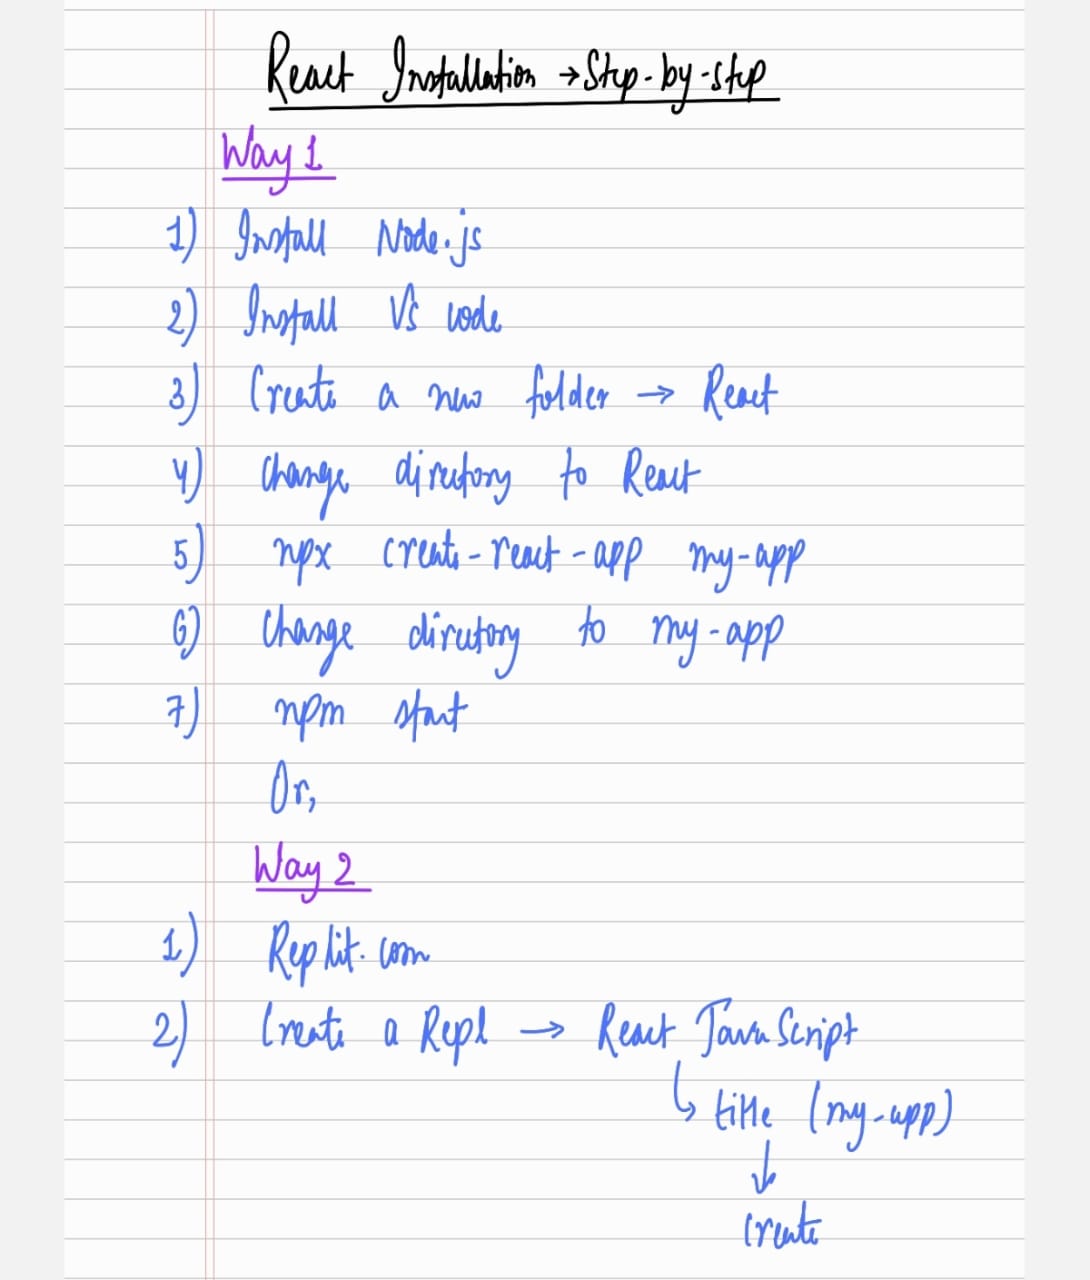 React Installation → Step-by-step
Way 1
1) Install Node.js
2) Install Vs code
3) Create a new folder → React
4) Change directory to React
5) npx create-react-app my-app
6) Change directory to my-app
7) npm start
Or,
Way 2
1) Replit.com
2) Create a Repl → React JavaScript
↳ title (my-app)
↓
Create